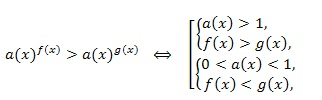 a(x)^{f(x)} > a(x)^{g(x)} ⇔ [ { a(x) > 1,
f(x) > g(x),
{ 0 < a(x) < 1,
f(x) < g(x),